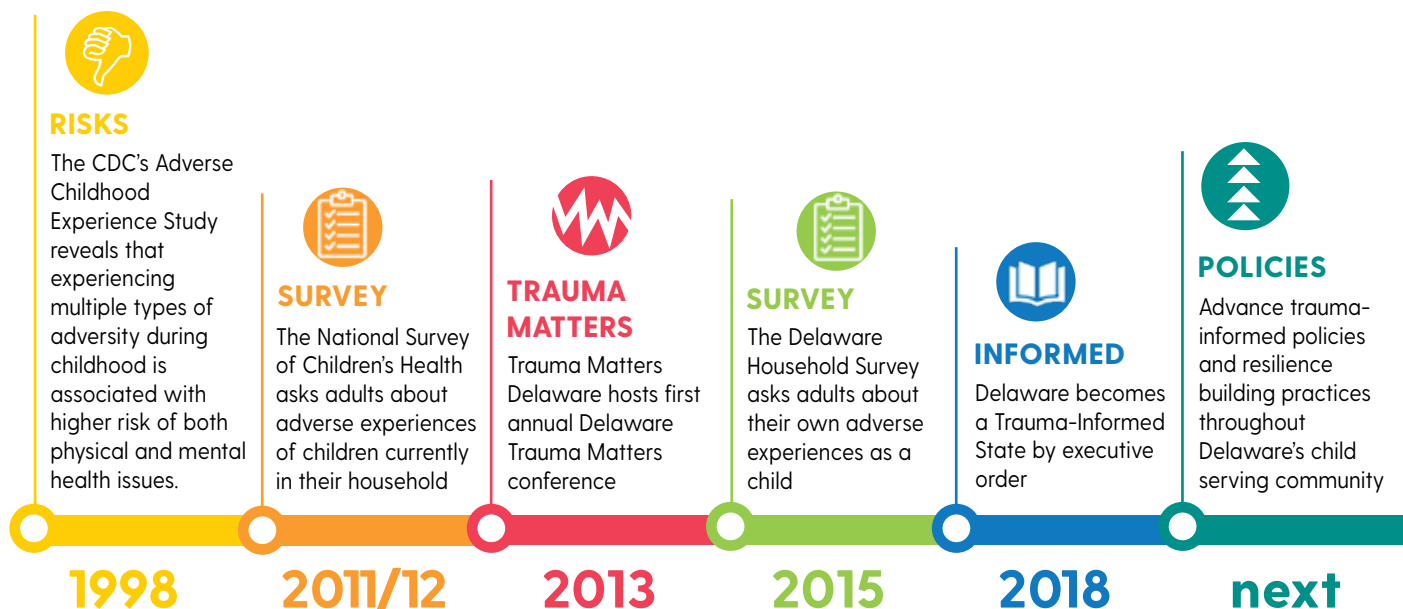 RISKS
The CDC’s Adverse
Childhood
Experience Study
reveals that
experiencing
multiple types of
adversity during
childhood is
associated with
higher risk of both
physical and mental
health issues.
1998
SURVEY
The National Survey
of Children’s Health
asks adults about
adverse experiences
of children currently
in their household
2011/12
TRAUMA
MATTERS
Trauma Matters
Delaware hosts first
annual Delaware
Trauma Matters
conference
2013
SURVEY
The Delaware
Household Survey
asks adults about
their own adverse
experiences as a
child
2015
INFORMED
Delaware becomes
a Trauma-Informed
State by executive
order
2018
POLICIES
Advance trauma-
informed policies
and resilience
building practices
throughout
Delaware’s child
serving community
next